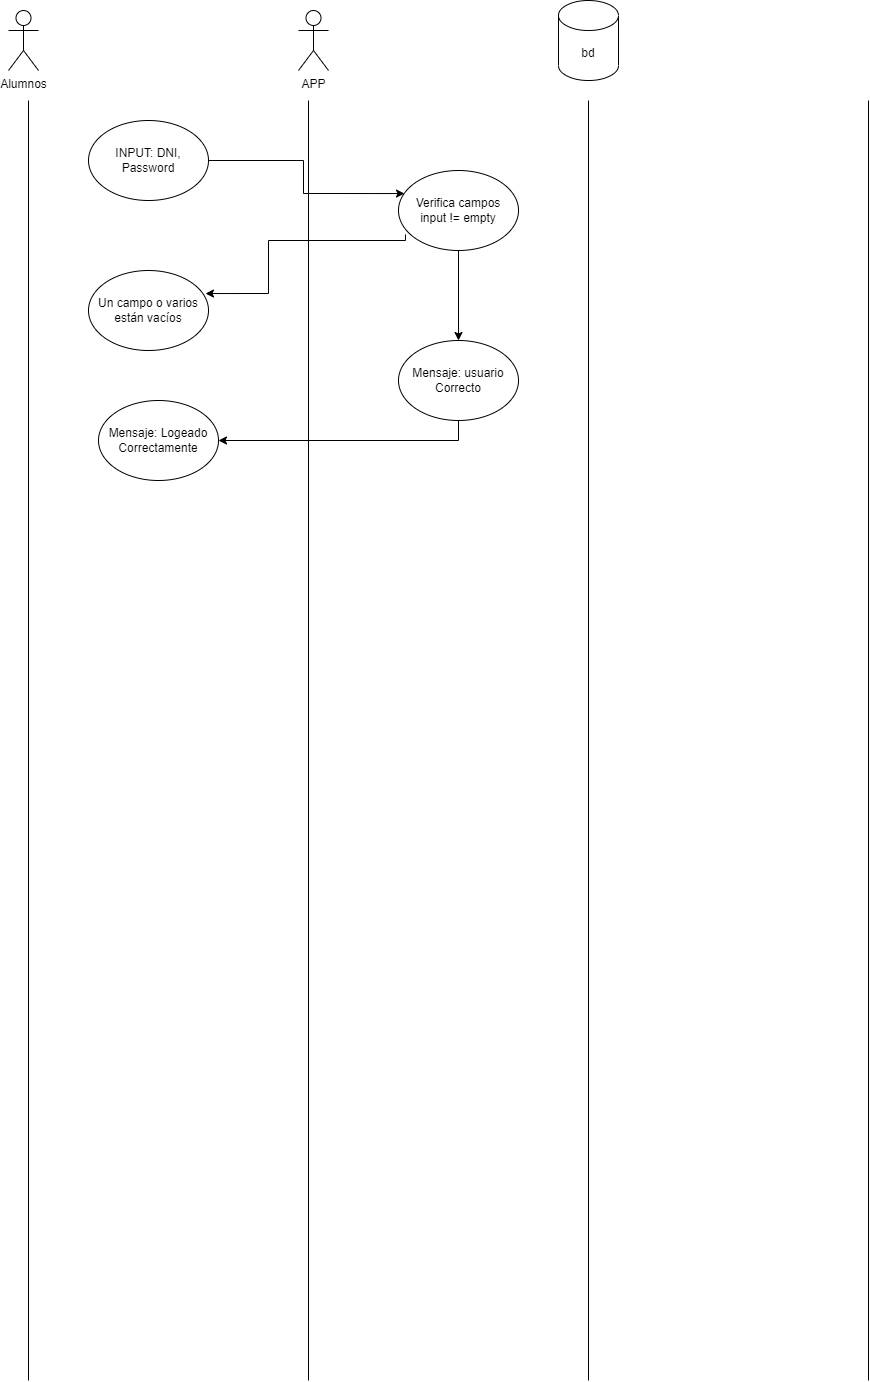 Alumnos
APP
bd
INPUT: DNI,
Password
Verifica campos
input != empty
Un campo o varios
están vacíos
Mensaje: usuario
Correcto
Mensaje: Logeado
Correctamente